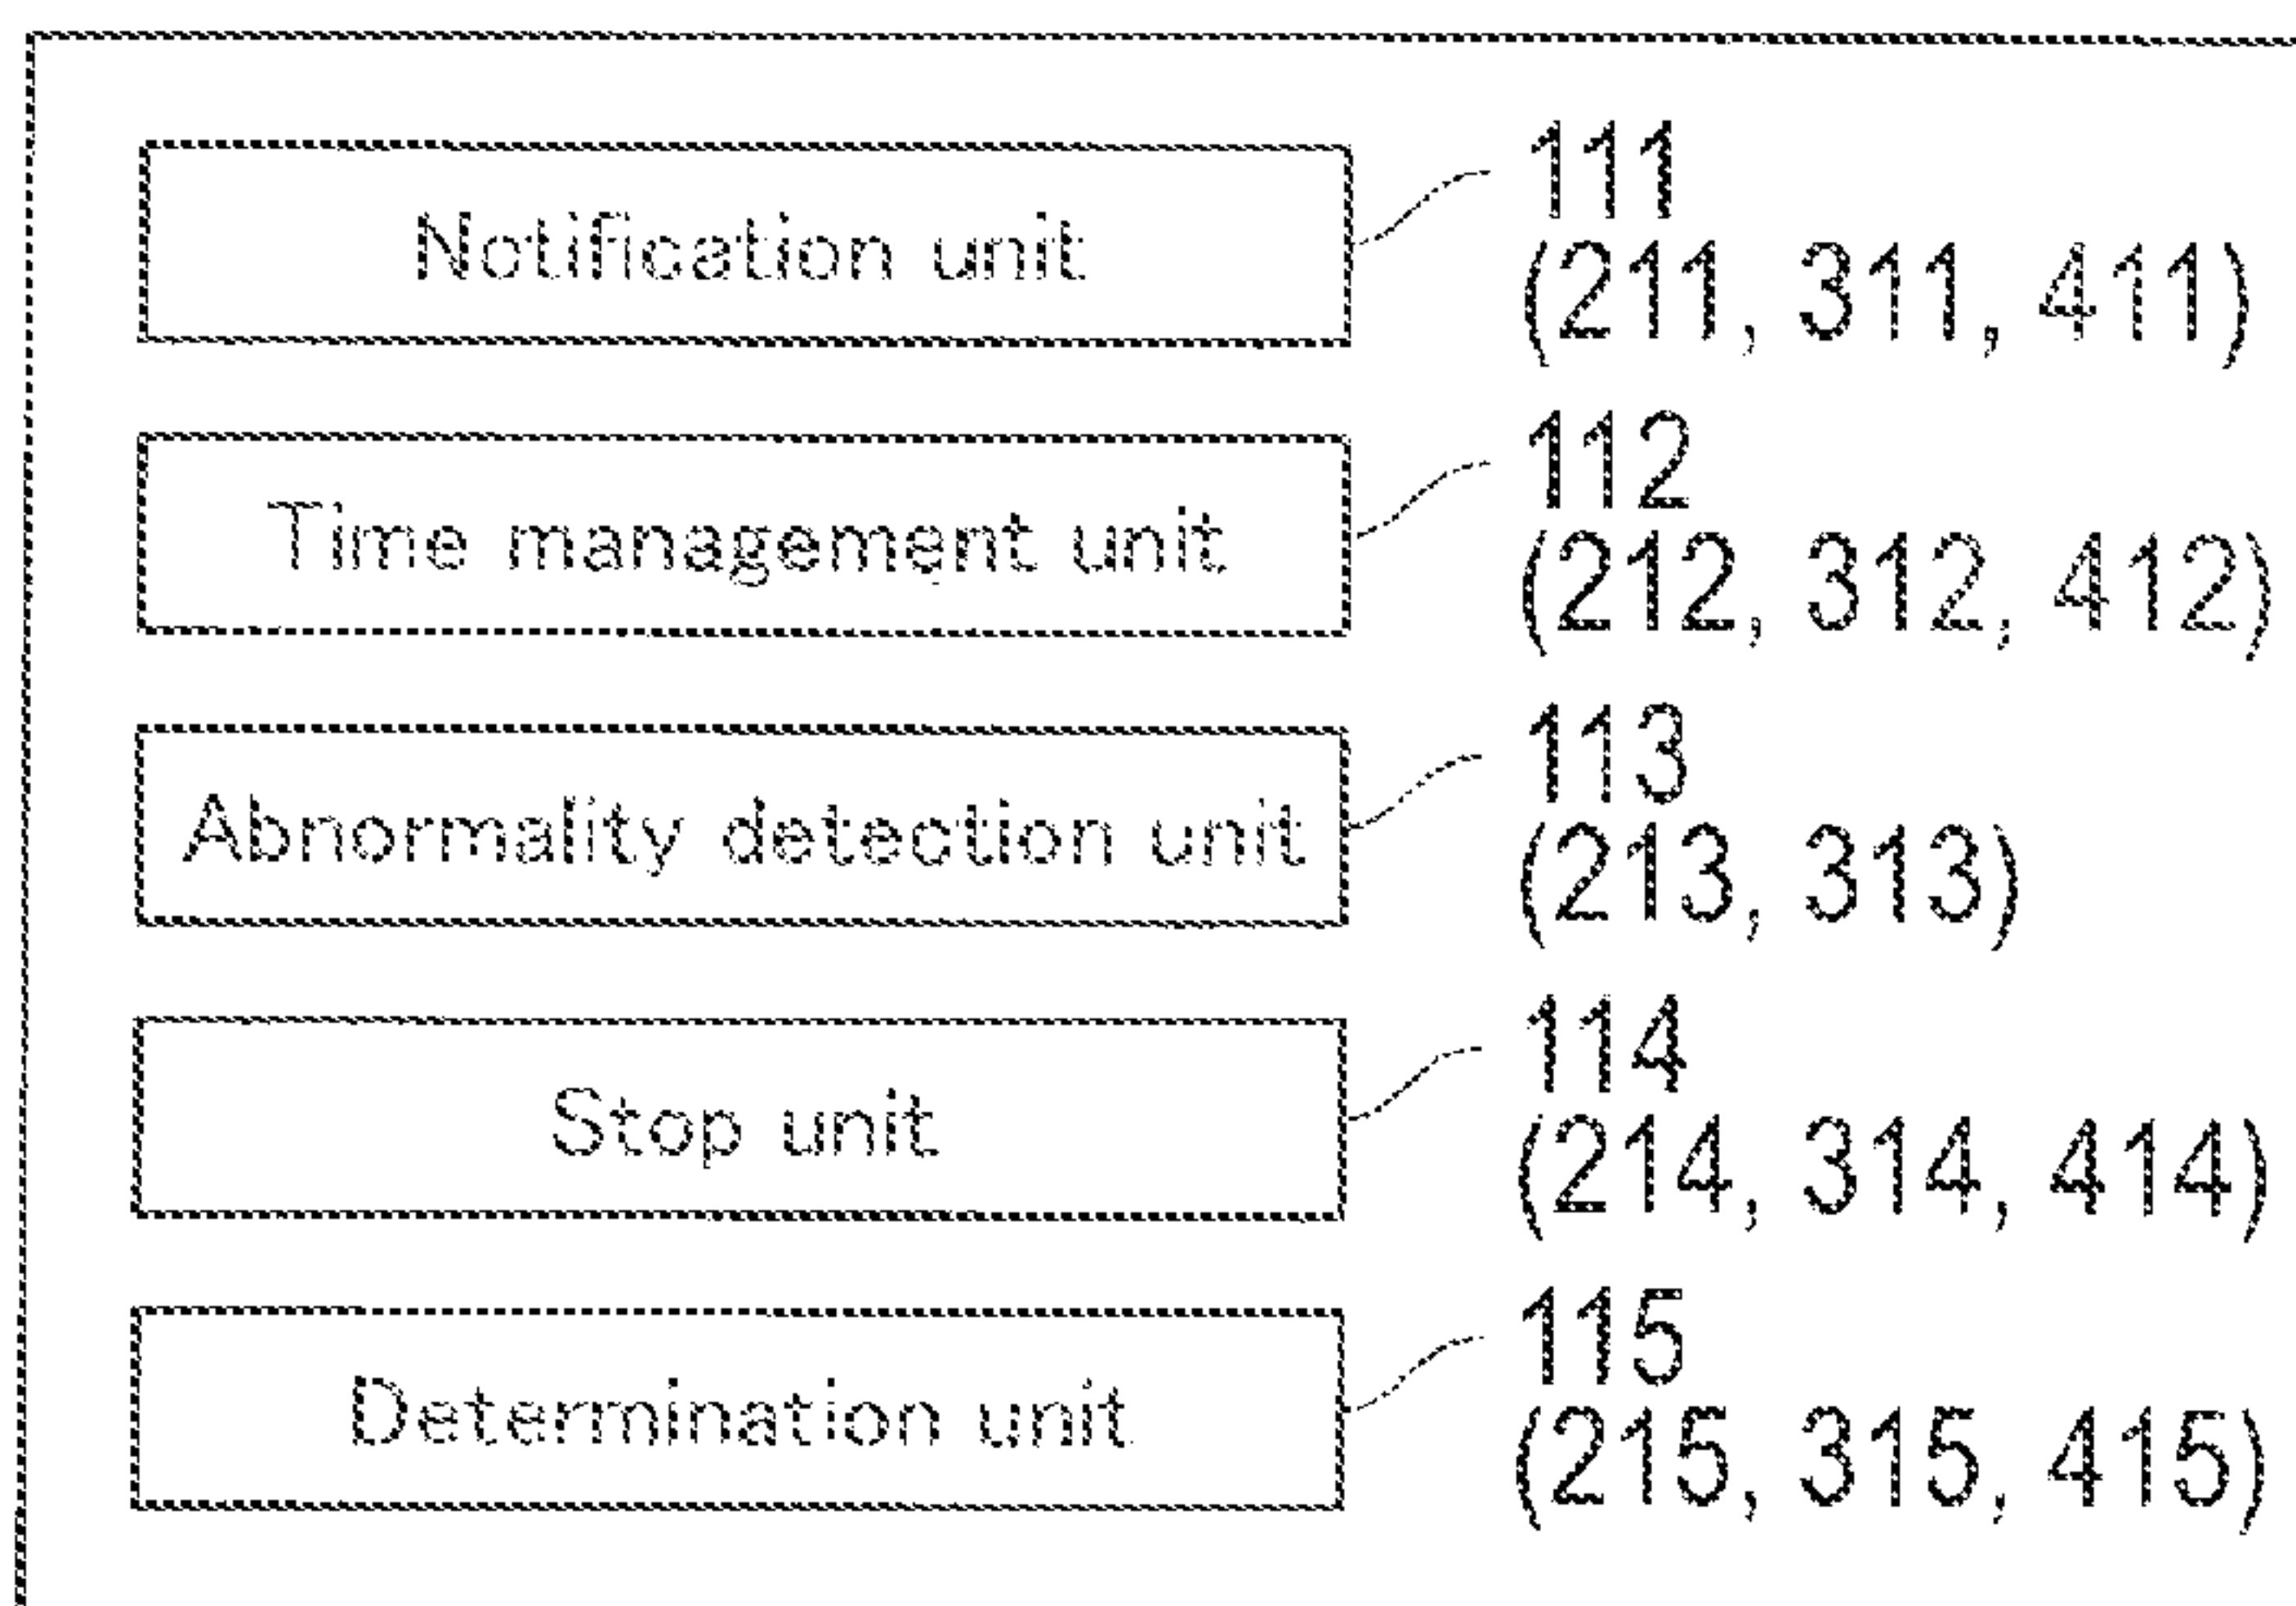 Notification unit
111
(211, 311, 411)
Time management unit
112
(212, 312, 412)
Abnormality detection unit
113
(213, 313)
Stop unit
114
(214, 314, 414)
Determination unit
115
(215, 315, 415)